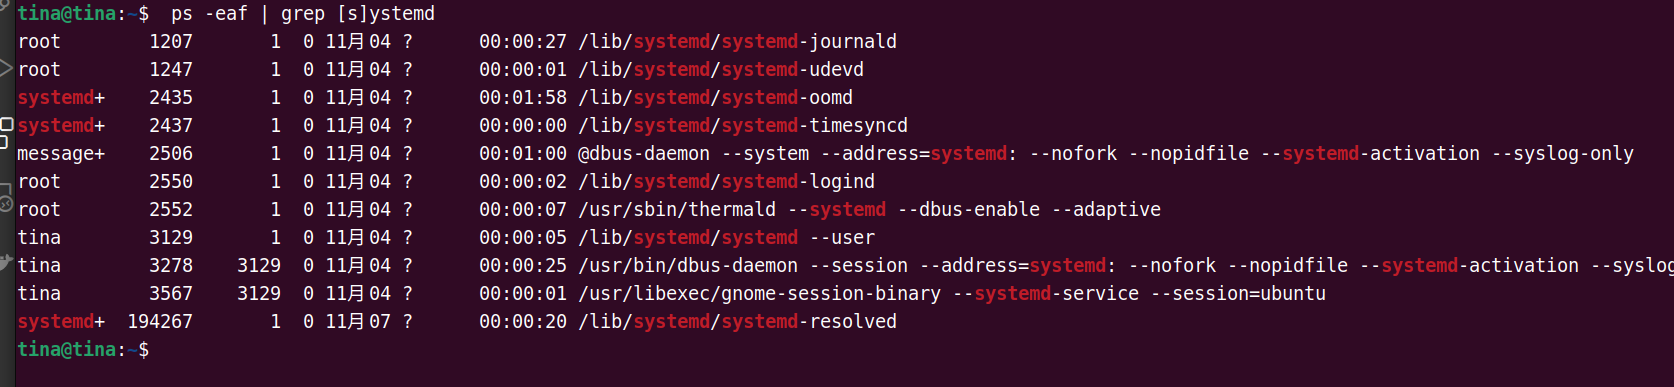 tina@tina:~$  ps -eaf | grep [s]ystemd
root        1207       1  0 11月04 ?      00:00:27 /lib/systemd/systemd-journald
root        1247       1  0 11月04 ?      00:00:01 /lib/systemd/systemd-udevd
systemd+    2435       1  0 11月04 ?      00:01:58 /lib/systemd/systemd-oomd
systemd+    2437       1  0 11月04 ?      00:00:00 /lib/systemd/systemd-timesyncd
message+    2506       1  0 11月04 ?      00:01:00 @dbus-daemon --system --address=systemd: --nofork --nopidfile --systemd-activation --syslog-only
root        2550       1  0 11月04 ?      00:00:02 /lib/systemd/systemd-logind
root        2552       1  0 11月04 ?      00:00:07 /usr/sbin/thermald --systemd --dbus-enable --adaptive
tina        3129       1  0 11月04 ?      00:00:05 /lib/systemd/systemd --user
tina        3278    3129  0 11月04 ?      00:00:25 /usr/bin/dbus-daemon --session --address=systemd: --nofork --nopidfile --systemd-activation --syslog
tina        3567    3129  0 11月04 ?      00:00:01 /usr/libexec/gnome-session-binary --systemd-service --session=ubuntu
systemd+  194267       1  0 11月07 ?      00:00:20 /lib/systemd/systemd-resolved
tina@tina:~$